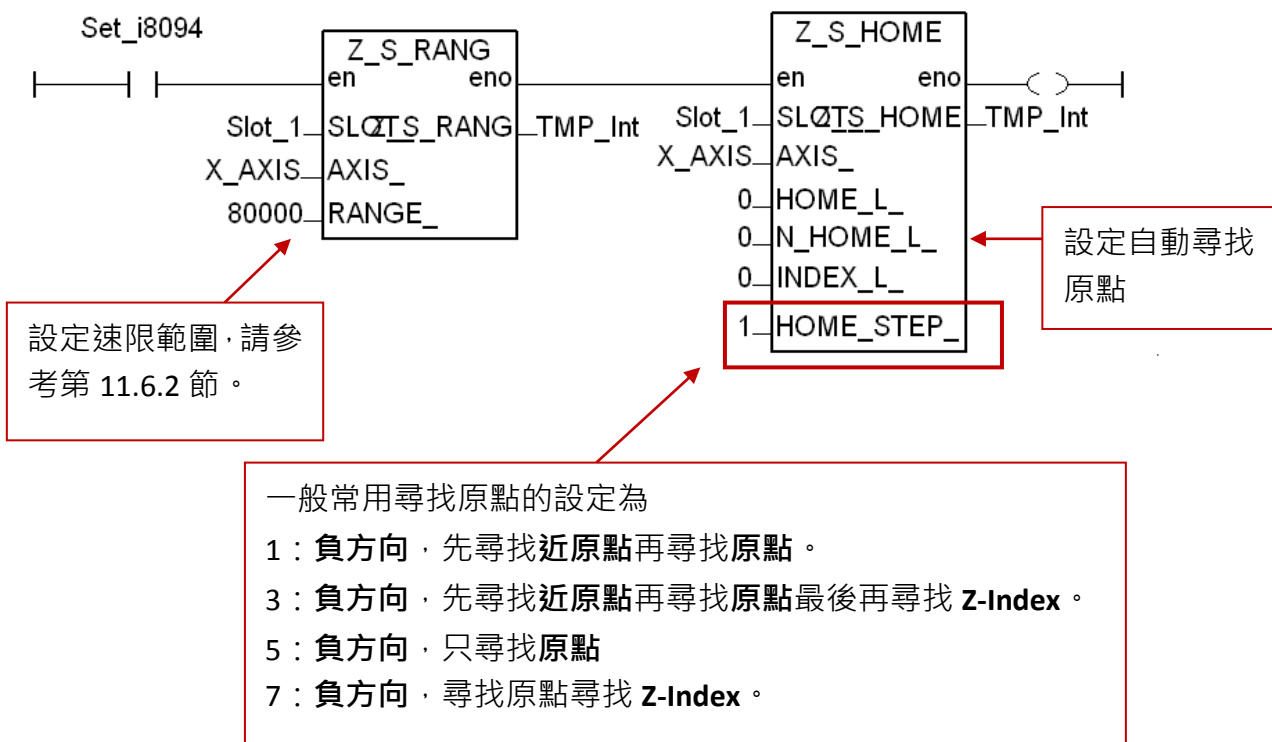 Set_i8094
Z_S_RANG
en eno
Slot_1 SLOT_ Z_S_RANG TMP_Int
X_AXIS AXIS_
80000 RANGE_
Z_S_HOME
en eno
Slot_1 SLOT_ Z_S_HOME TMP_Int
X_AXIS AXIS_
0 HOME_L_
0 N_HOME_L_
0 INDEX_L_
1 HOME_STEP_
設定自動尋找
原點
設定速限範圍，請參
考第 11.6.2 節。
一般常用尋找原點的設定為
1：負方向，先尋找近原點再尋找原點。
3：負方向，先尋找近原點再尋找原點最後再尋找 Z-Index。
5：負方向，只尋找原點
7：負方向，尋找原點尋找 Z-Index。